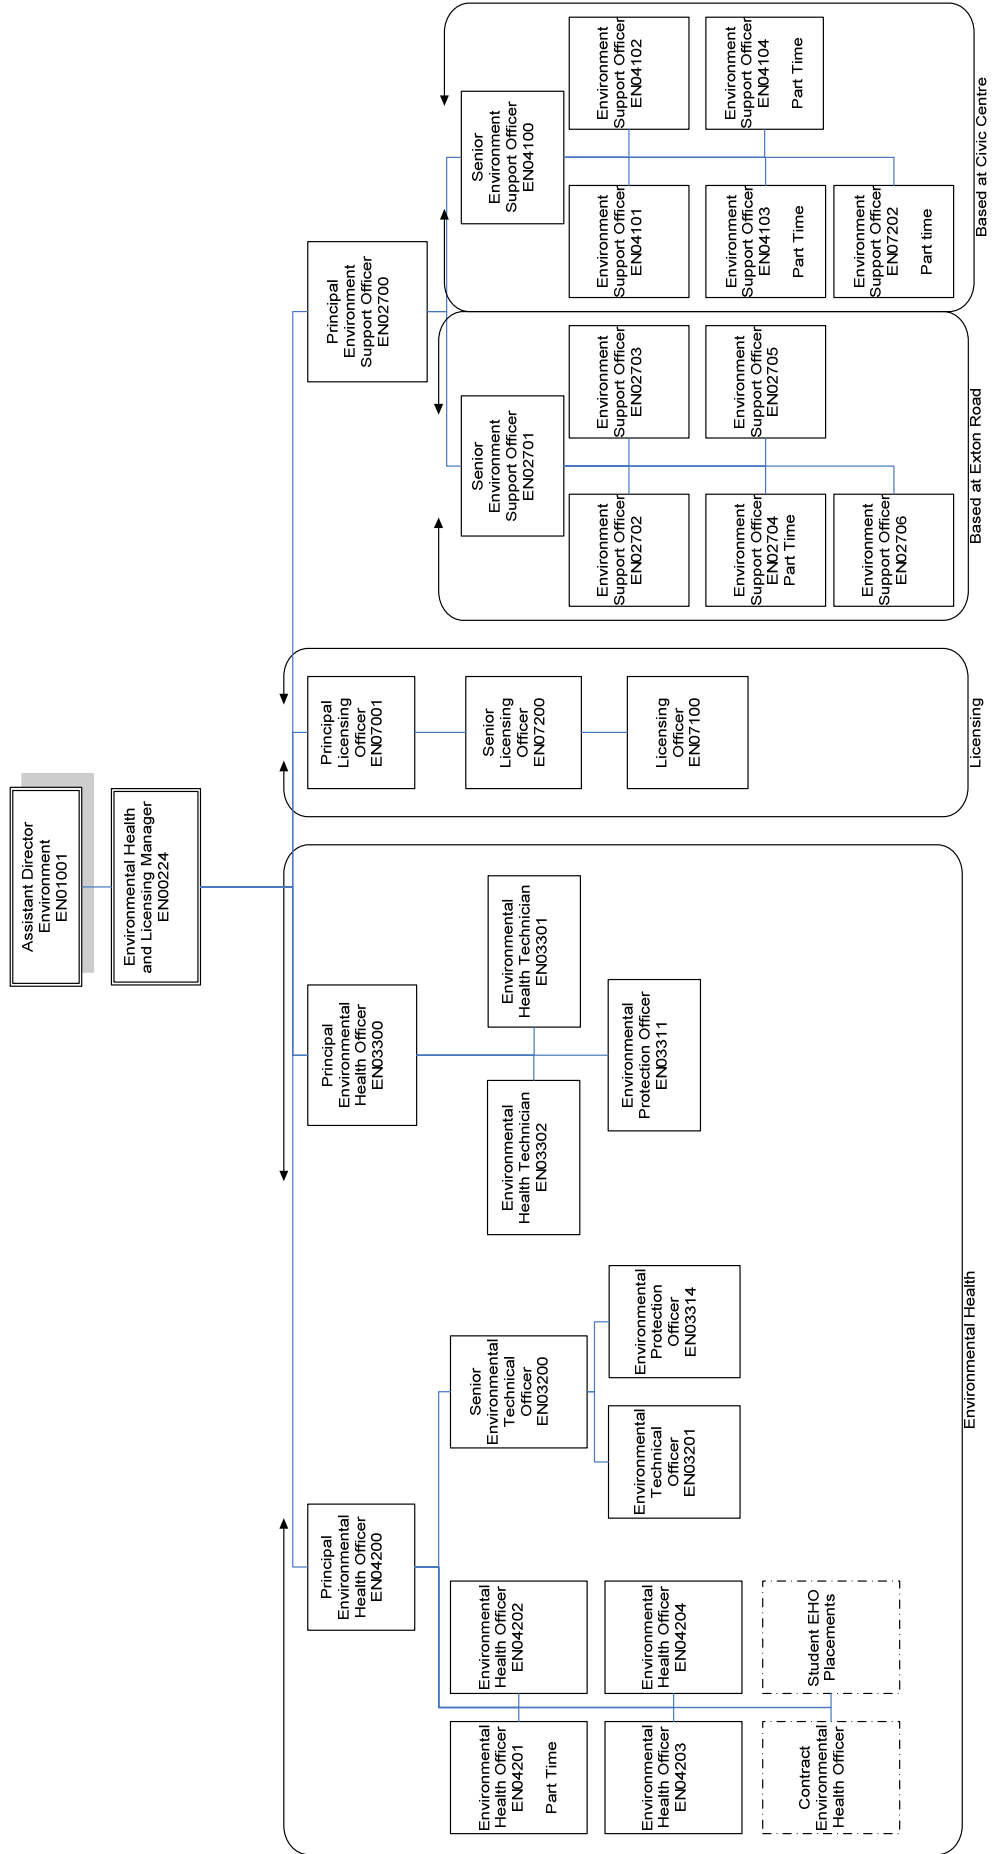 Assistant Director
Environment
EN01001
Environmental Health
and Licensing Manager
EN00224
Principal
Environmental
Health Officer
EN04200
Principal
Environmental
Health Officer
EN03300
Principal
Licensing
Officer
EN07001
Principal
Environment
Support Officer
EN02700
Environmental
Health Officer
EN04201
Part Time
Environmental
Health Officer
EN04202
Environmental
Health Officer
EN04203
Environmental
Health Officer
EN04204
Contract
Environmental
Health Officer
Student EHO
Placements
Senior
Environmental
Technical
Officer
EN03200
Environmental
Technical
Officer
EN03201
Environmental
Protection
Officer
EN03314
Environmental
Health Technician
EN03302
Environmental
Health Technician
EN03301
Environmental
Protection Officer
EN03311
Environmental Health
Senior
Licensing
Officer
EN07200
Licensing
Officer
EN07100
Licensing
Senior
Environment
Support Officer
EN02701
Environment
Support Officer
EN02702
Environment
Support Officer
EN02703
Environment
Support Officer
EN02704
Part Time
Environment
Support Officer
EN02705
Environment
Support Officer
EN02706
Based at Exton Road
Senior
Environment
Support Officer
EN04100
Environment
Support Officer
EN04101
Environment
Support Officer
EN04102
Environment
Support Officer
EN04103
Part Time
Environment
Support Officer
EN04104
Part Time
Environment
Support Officer
EN07202
Part time
Based at Civic Centre